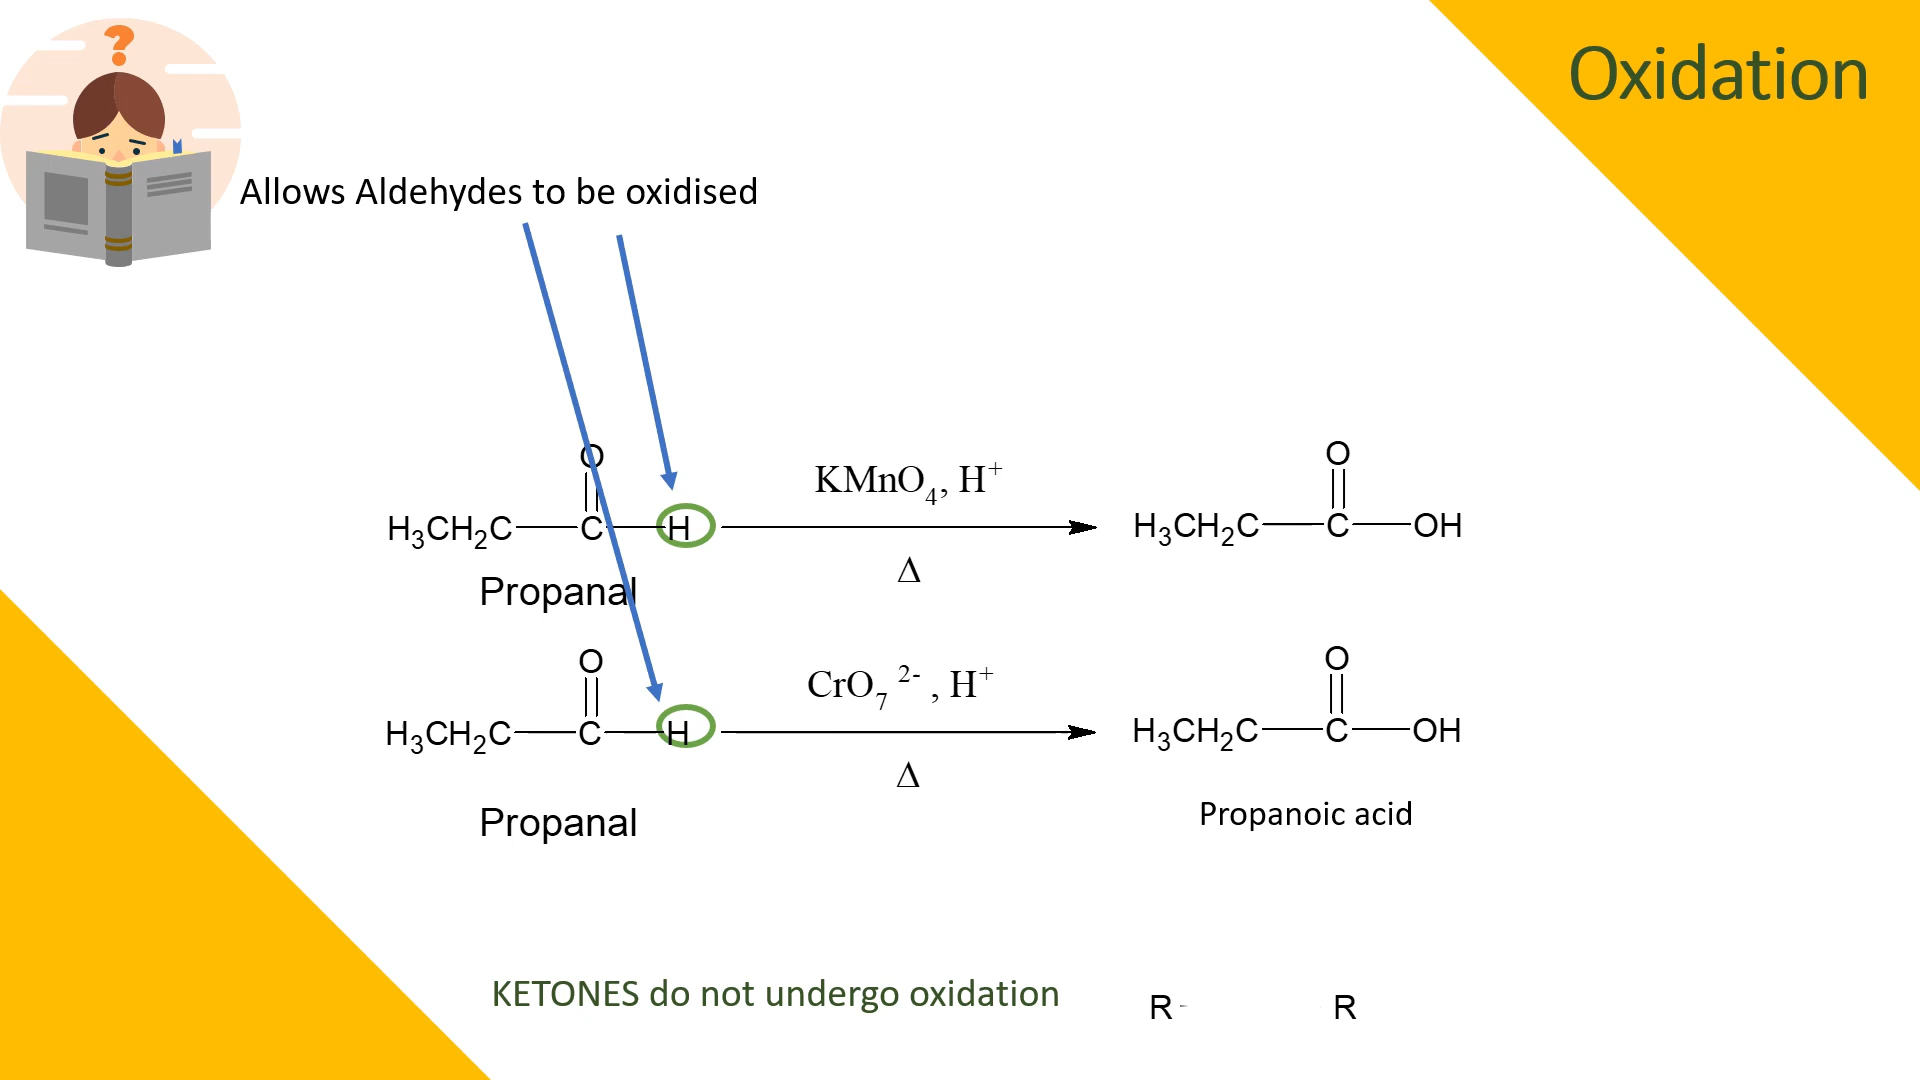 ?
Oxidation
Allows Aldehydes to be oxidised
O
H₃CH₂C C H
KMnO₄, H⁺
Δ
O
H₃CH₂C C OH
Propanal
O
H₃CH₂C C H
CrO₇ ²⁻ , H⁺
Δ
O
H₃CH₂C C OH
Propanal
Propanoic acid
KETONES do not undergo oxidation
R - R